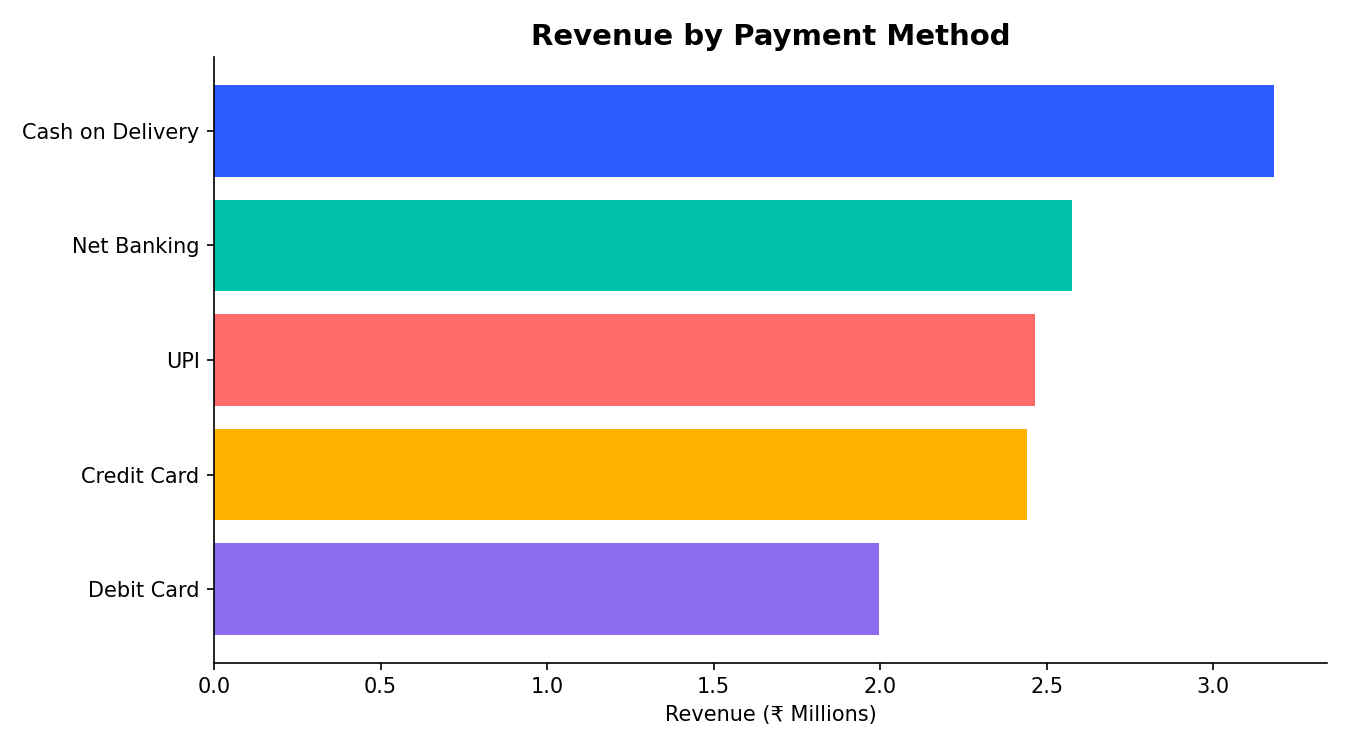 Revenue by Payment Method
Cash on Delivery
Net Banking
UPI
Credit Card
Debit Card
0.0 0.5 1.0 1.5 2.0 2.5 3.0
Revenue (₹ Millions)